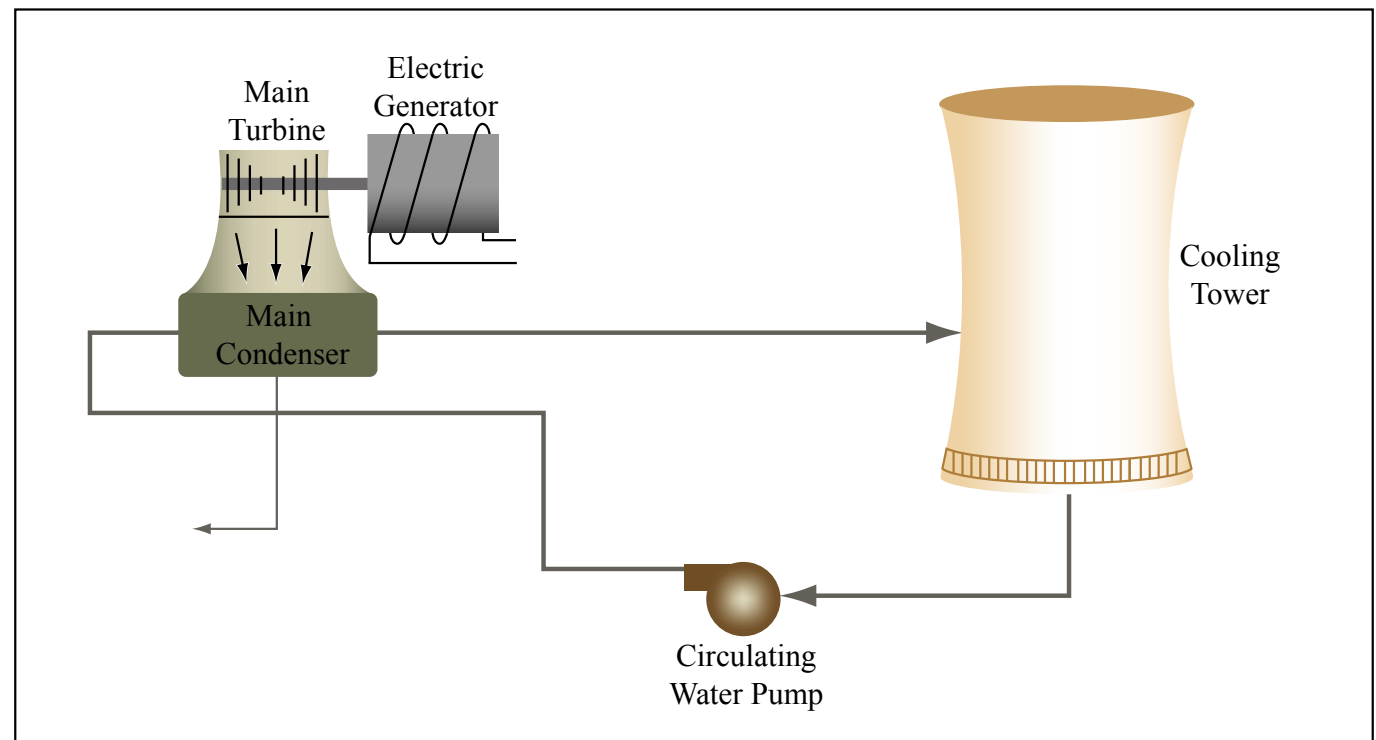 Electric
Generator
Main
Turbine
Main
Condenser
Cooling
Tower
Circulating
Water Pump